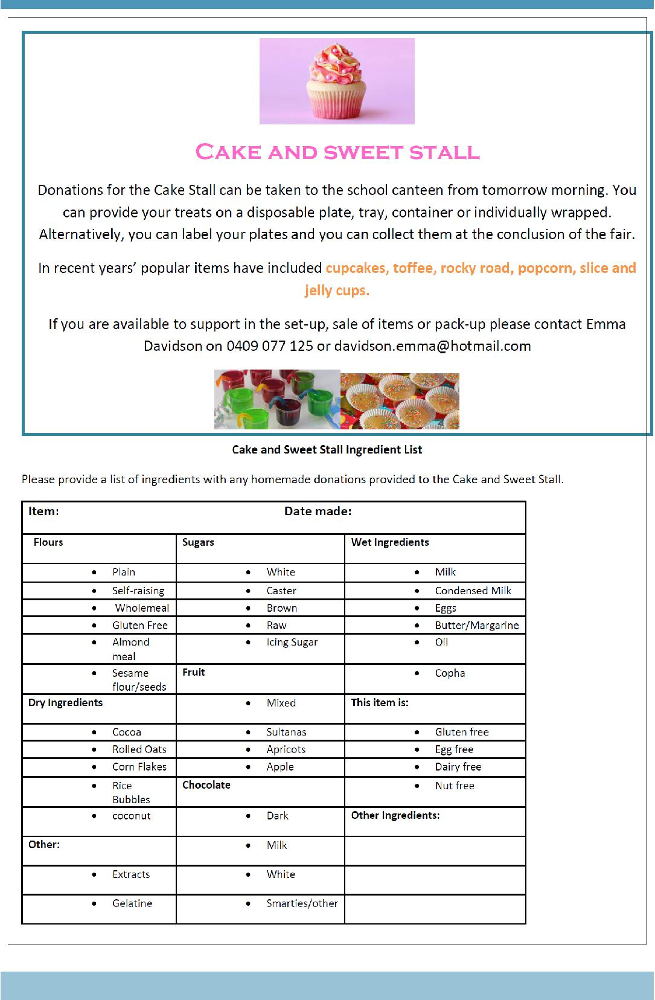 CAKE AND SWEET STALL
Donations for the Cake Stall can be taken to the school canteen from tomorrow morning. You
can provide your treats on a disposable plate, tray, container or individually wrapped.
Alternatively, you can label your plates and you can collect them at the conclusion of the fair.
In recent years’ popular items have included cupcakes, toffee, rocky road, popcorn, slice and
jelly cups.
If you are available to support in the set-up, sale of items or pack-up please contact Emma
Davidson on 0409 077 125 or davidson.emma@hotmail.com
Cake and Sweet Stall Ingredient List
Please provide a list of ingredients with any homemade donations provided to the Cake and Sweet Stall.
Item: Date made:
Flours Sugars Wet Ingredients
• Plain • White • Milk
• Self-raising • Caster • Condensed Milk
• Wholemeal • Brown • Eggs
• Gluten Free • Raw • Butter/Margarine
• Almond • Icing Sugar • Oil
meal
• Sesame Fruit • Copha
flour/seeds
Dry Ingredients • Mixed This item is:
• Cocoa • Sultanas • Gluten free
• Rolled Oats • Apricots • Egg free
• Corn Flakes • Apple • Dairy free
• Rice Chocolate • Nut free
Bubbles
• coconut • Dark Other Ingredients:
Other: • Milk
• Extracts • White
• Gelatine • Smarties/other